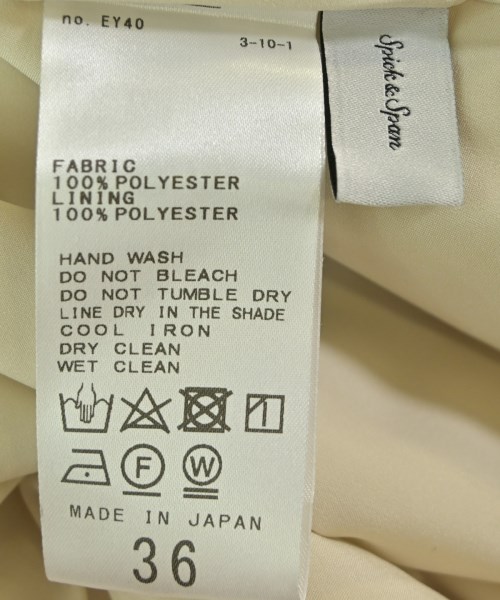 no. EY40
3-10-1
Spick & Span
FABRIC
100% POLYESTER
LINING
100% POLYESTER
HAND WASH
DO NOT BLEACH
DO NOT TUMBLE DRY
LINE DRY IN THE SHADE
COOL IRON
DRY CLEAN
WET CLEAN
F
W
MADE IN JAPAN
36